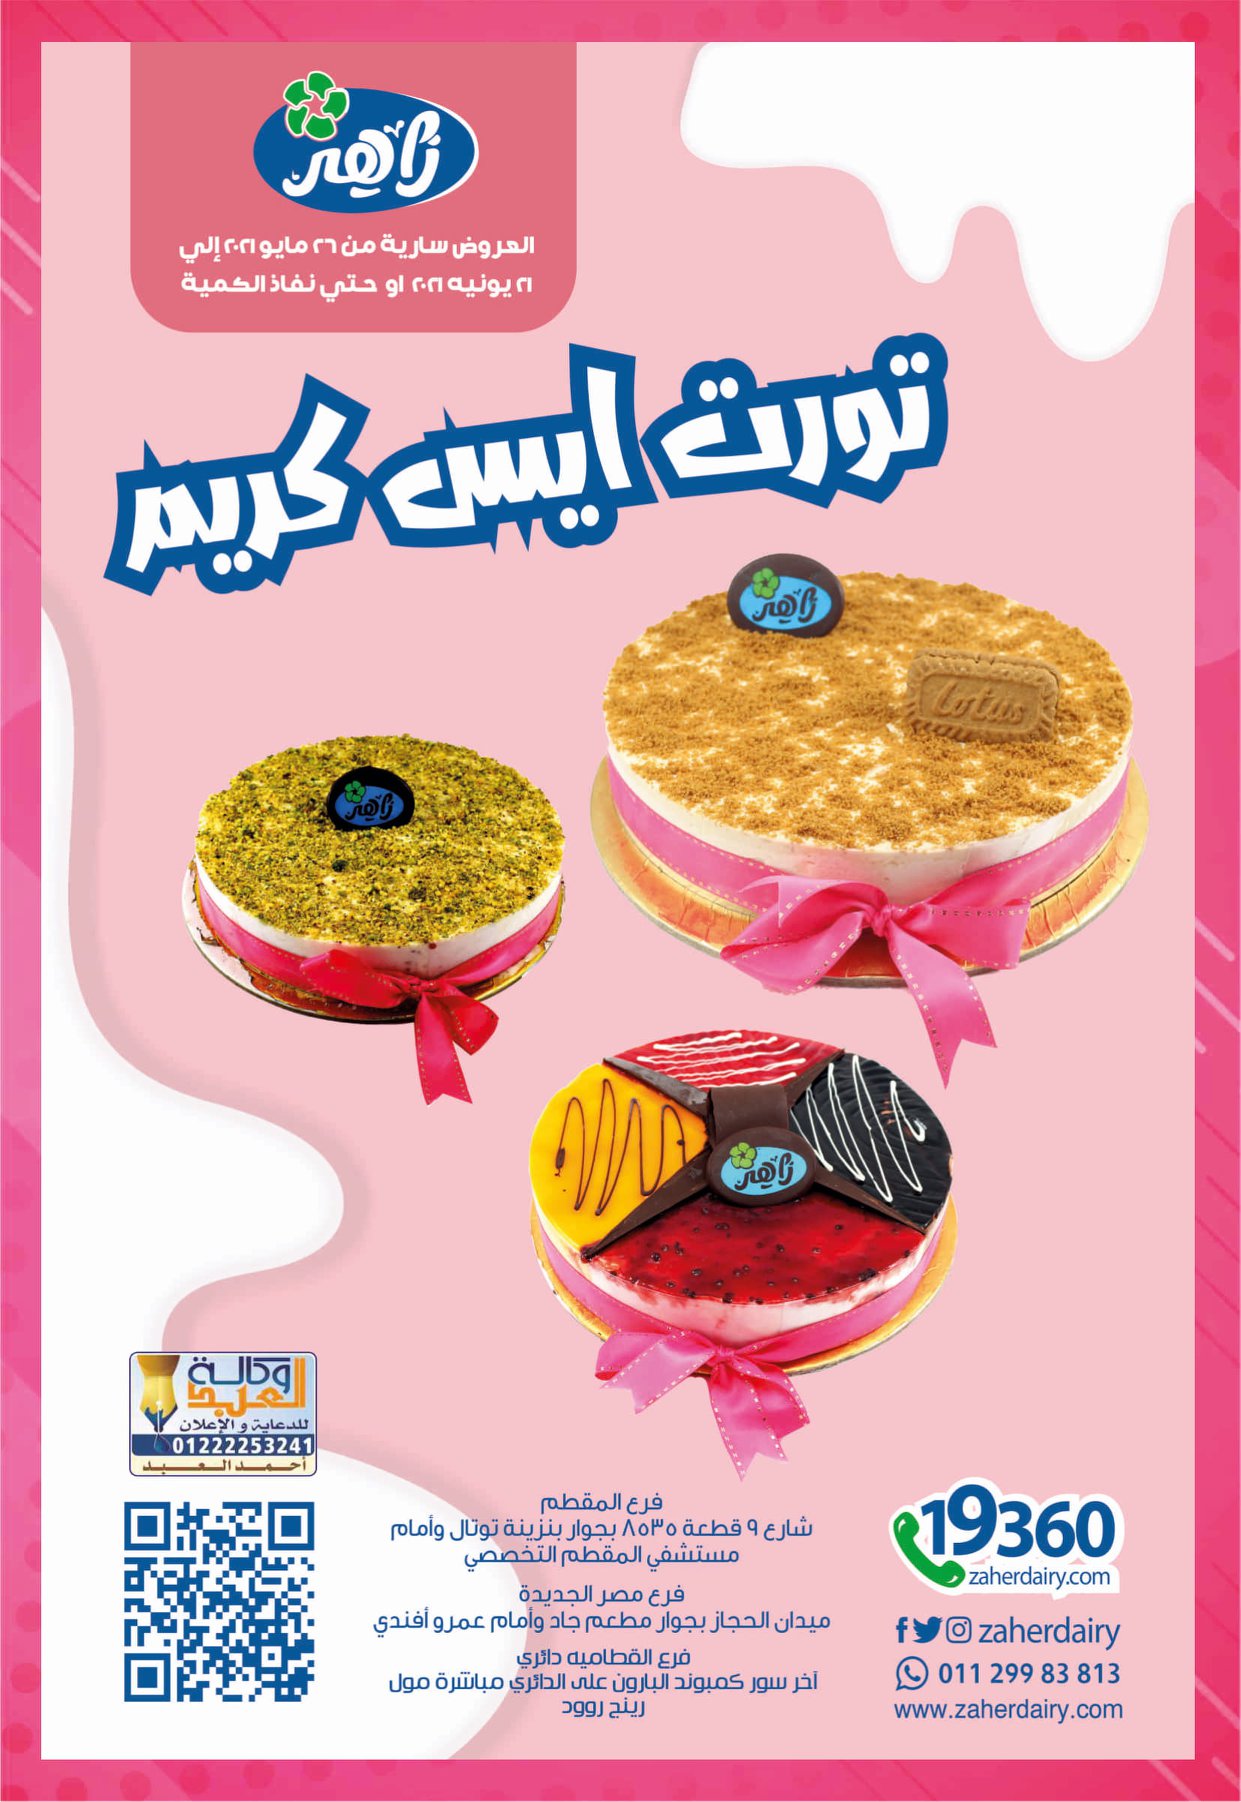 زاهر
العروض سارية من ٢٦ مايو ٢٠٢١ إلي
٢١ يونيه ٢٠٢١ او حتي نفاذ الكمية
تورت ايس كريم
زاهر
Lotus
زاهر
زاهر
وكالة
العبد
للدعاية و الإعلان
01222253241
أحمد العبد
فرع المقطم
شارع ٩ قطعة ٨٥٣٥ بجوار بنزينة توتال وأمام
مستشفي المقطم التخصصي
فرع مصر الجديدة
ميدان الحجاز بجوار مطعم جاد وأمام عمرو أفندي
فرع القطاميه دائري
آخر سور كمبوند البارون على الدائري مباشرة مول
رينج روود
19360
zaherdairy.com
zaherdairy
011 299 83 813
www.zaherdairy.com